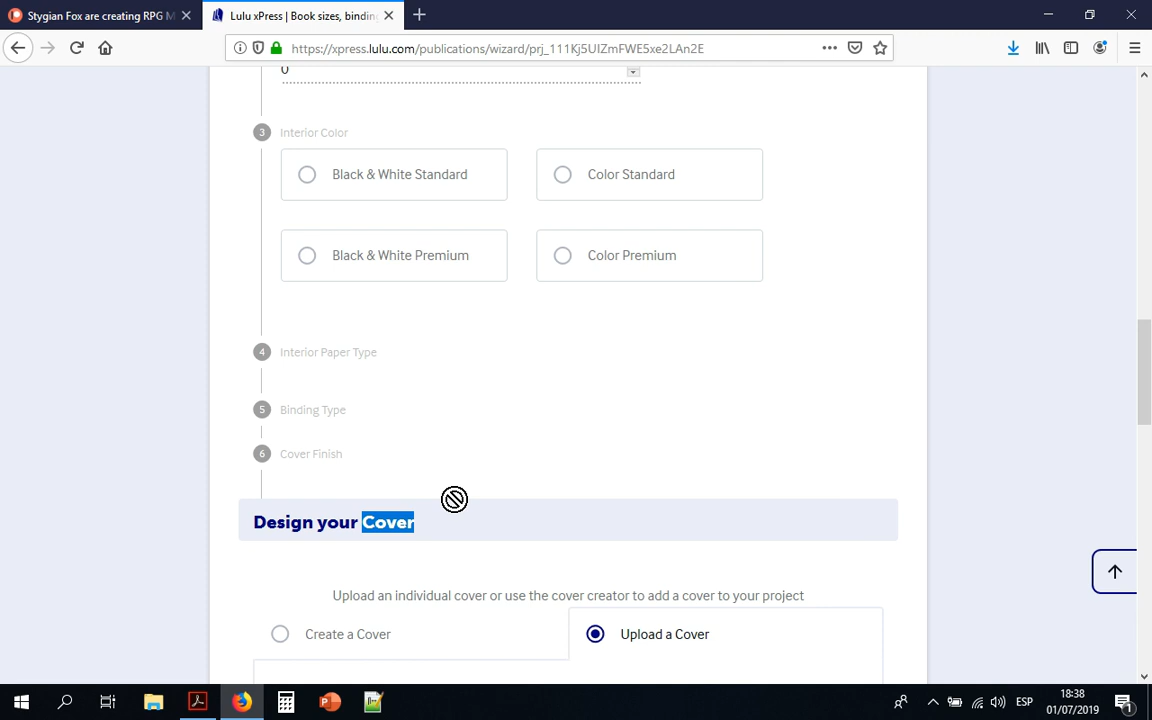 Stygian Fox are creating RPG M
Lulu xPress | Book sizes, bindin
https://xpress.lulu.com/publications/wizard/prj_111Kj5UIZmFWE5xe2LAn2E
0
3 Interior Color
Black & White Standard
Color Standard
Black & White Premium
Color Premium
4 Interior Paper Type
5 Binding Type
6 Cover Finish
Design your Cover
Upload an individual cover or use the cover creator to add a cover to your project
Create a Cover
Upload a Cover
ESP
18:38
01/07/2019
1